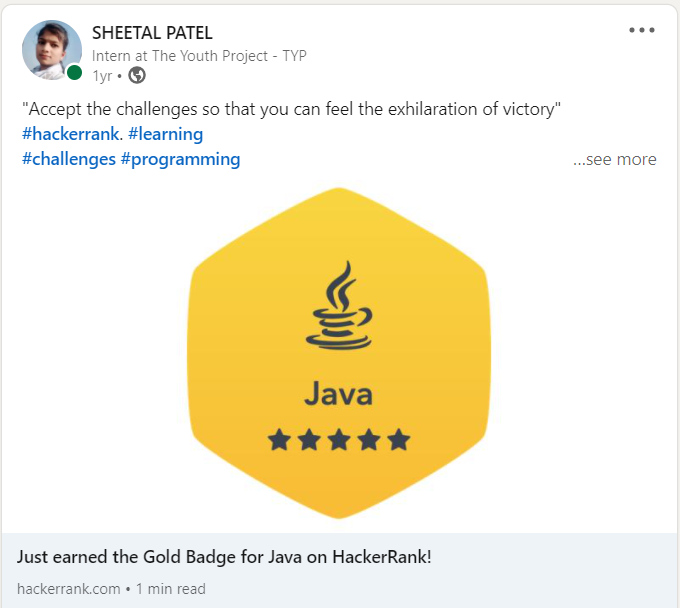 SHEETAL PATEL
Intern at The Youth Project - TYP
1yr •
"Accept the challenges so that you can feel the exhilaration of victory"
#hackerrank. #learning
#challenges #programming
...see more
Java
Just earned the Gold Badge for Java on HackerRank!
hackerrank.com • 1 min read